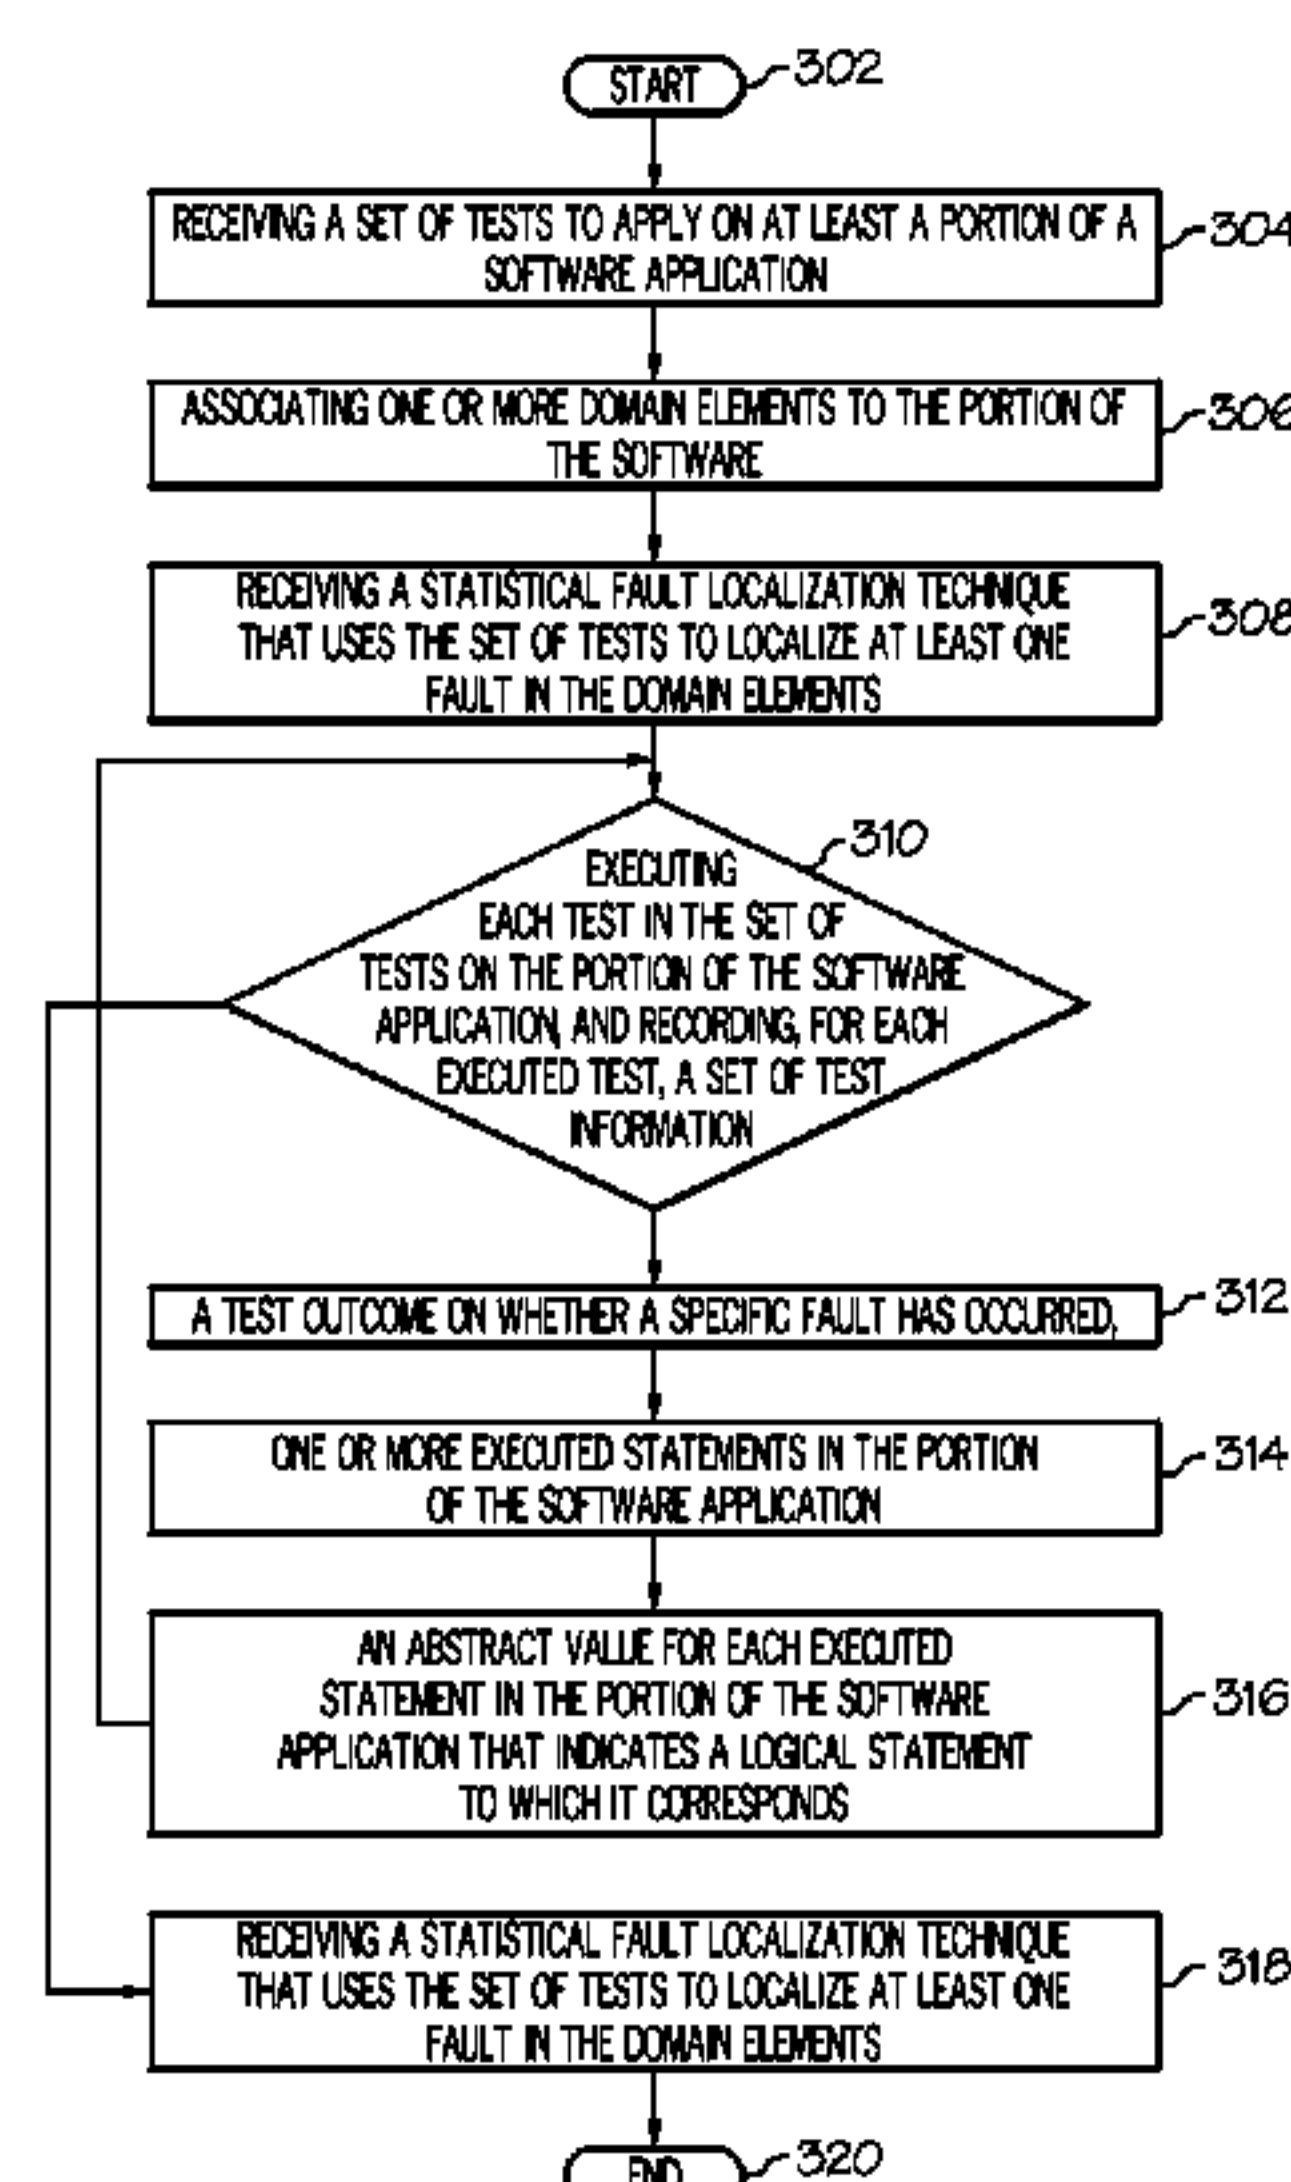 START
302
RECEIVING A SET OF TESTS TO APPLY ON AT LEAST A PORTION OF A
SOFTWARE APPLICATION
304
ASSOCIATING ONE OR MORE DOMAIN ELEMENTS TO THE PORTION OF
THE SOFTWARE
306
RECEIVING A STATISTICAL FAULT LOCALIZATION TECHNIQUE
THAT USES THE SET OF TESTS TO LOCALIZE AT LEAST ONE
FAULT IN THE DOMAIN ELEMENTS
308
310
EXECUTING
EACH TEST IN THE SET OF
TESTS ON THE PORTION OF THE SOFTWARE
APPLICATION, AND RECORDING, FOR EACH
EXECUTED TEST, A SET OF TEST
INFORMATION
A TEST OUTCOME ON WHETHER A SPECIFIC FAULT HAS OCCURRED,
312
ONE OR MORE EXECUTED STATEMENTS IN THE PORTION
OF THE SOFTWARE APPLICATION
314
AN ABSTRACT VALUE FOR EACH EXECUTED
STATEMENT IN THE PORTION OF THE SOFTWARE
APPLICATION THAT INDICATES A LOGICAL STATEMENT
TO WHICH IT CORRESPONDS
316
RECEIVING A STATISTICAL FAULT LOCALIZATION TECHNIQUE
THAT USES THE SET OF TESTS TO LOCALIZE AT LEAST ONE
FAULT IN THE DOMAIN ELEMENTS
318
END
320